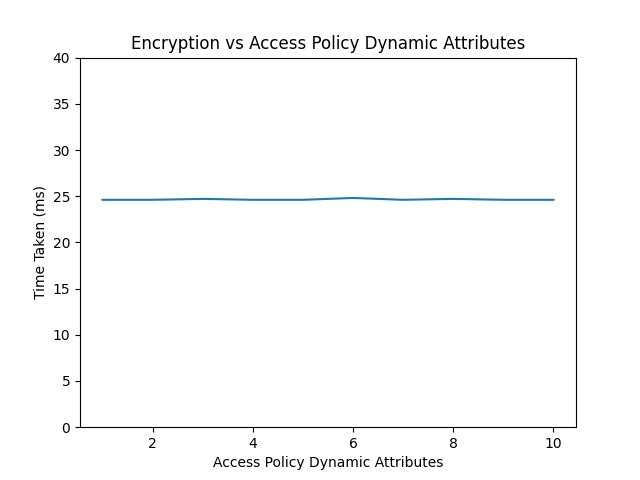 Encryption vs Access Policy Dynamic Attributes
40
35
30
25
20
15
10
5
0
Time Taken (ms)
2 4 6 8 10
Access Policy Dynamic Attributes